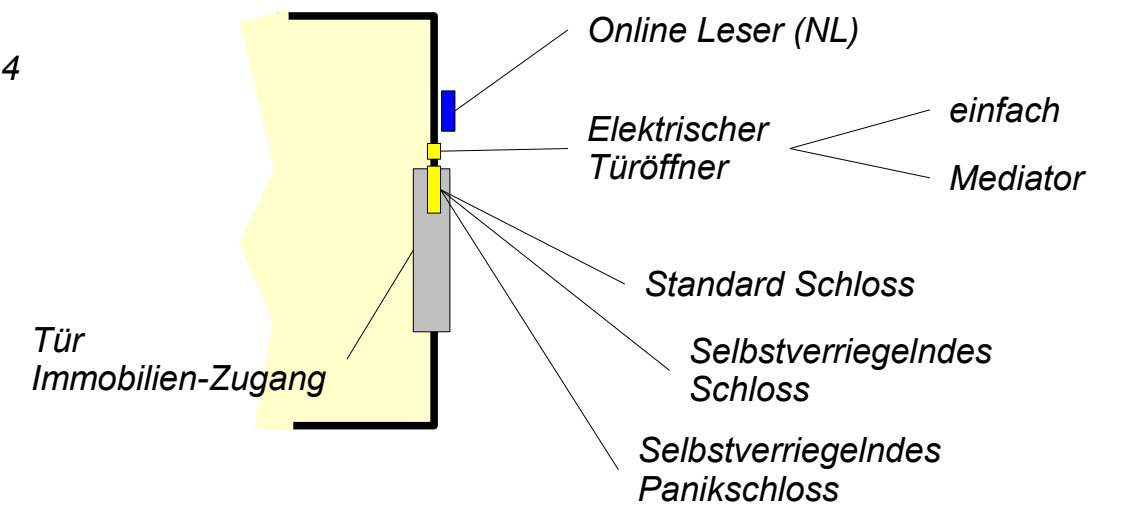 Online Leser (NL)
4
einfach
Elektrischer
Türöffner
Mediator
Standard Schloss
Tür
Immobilien-Zugang
Selbstverriegelndes
Schloss
Selbstverriegelndes
Panikschloss